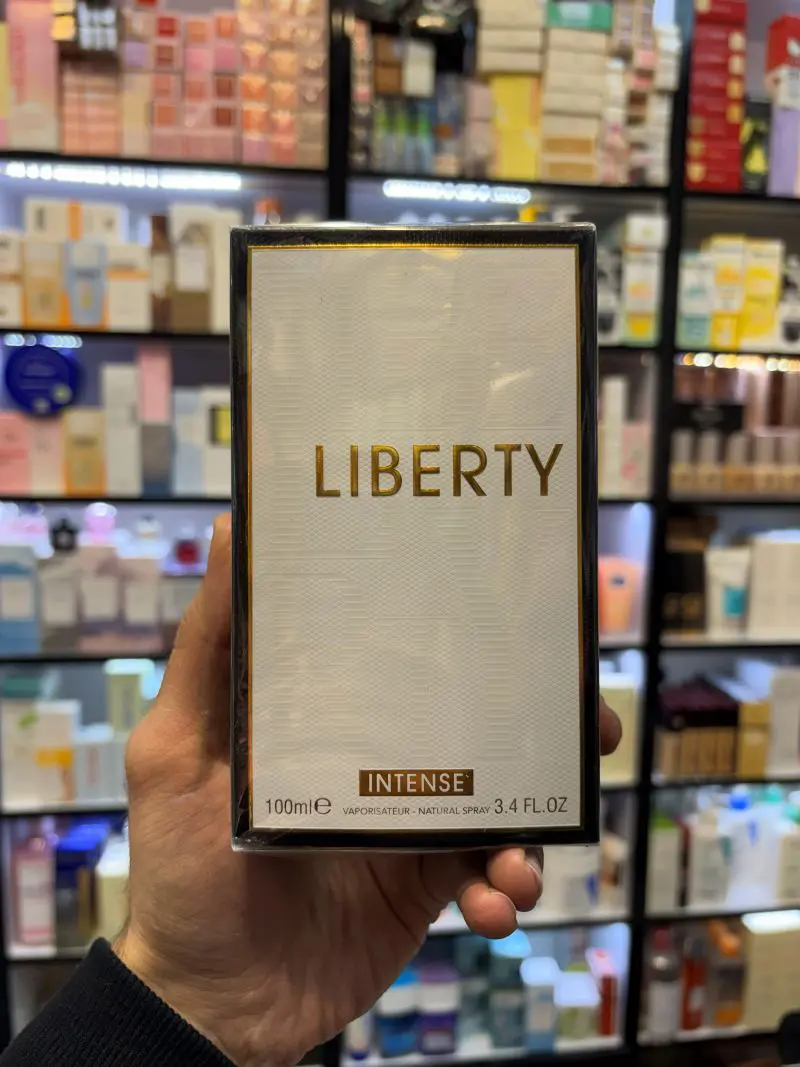 LIBERTY
INTENSE
100ml℮ VAPORISATEUR - NATURAL SPRAY 3.4 FL.OZ